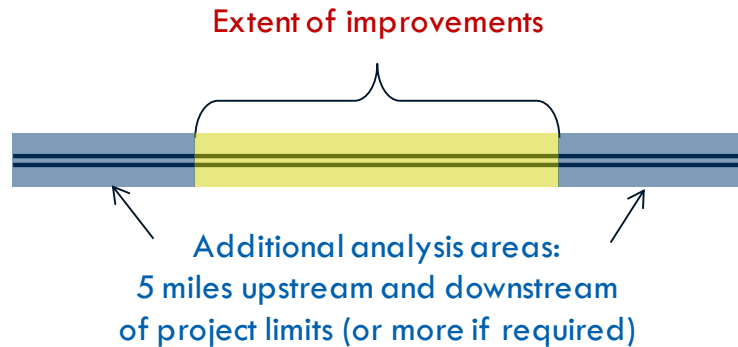 Extent of improvements
Additional analysis areas:
5 miles upstream and downstream
of project limits (or more if required)